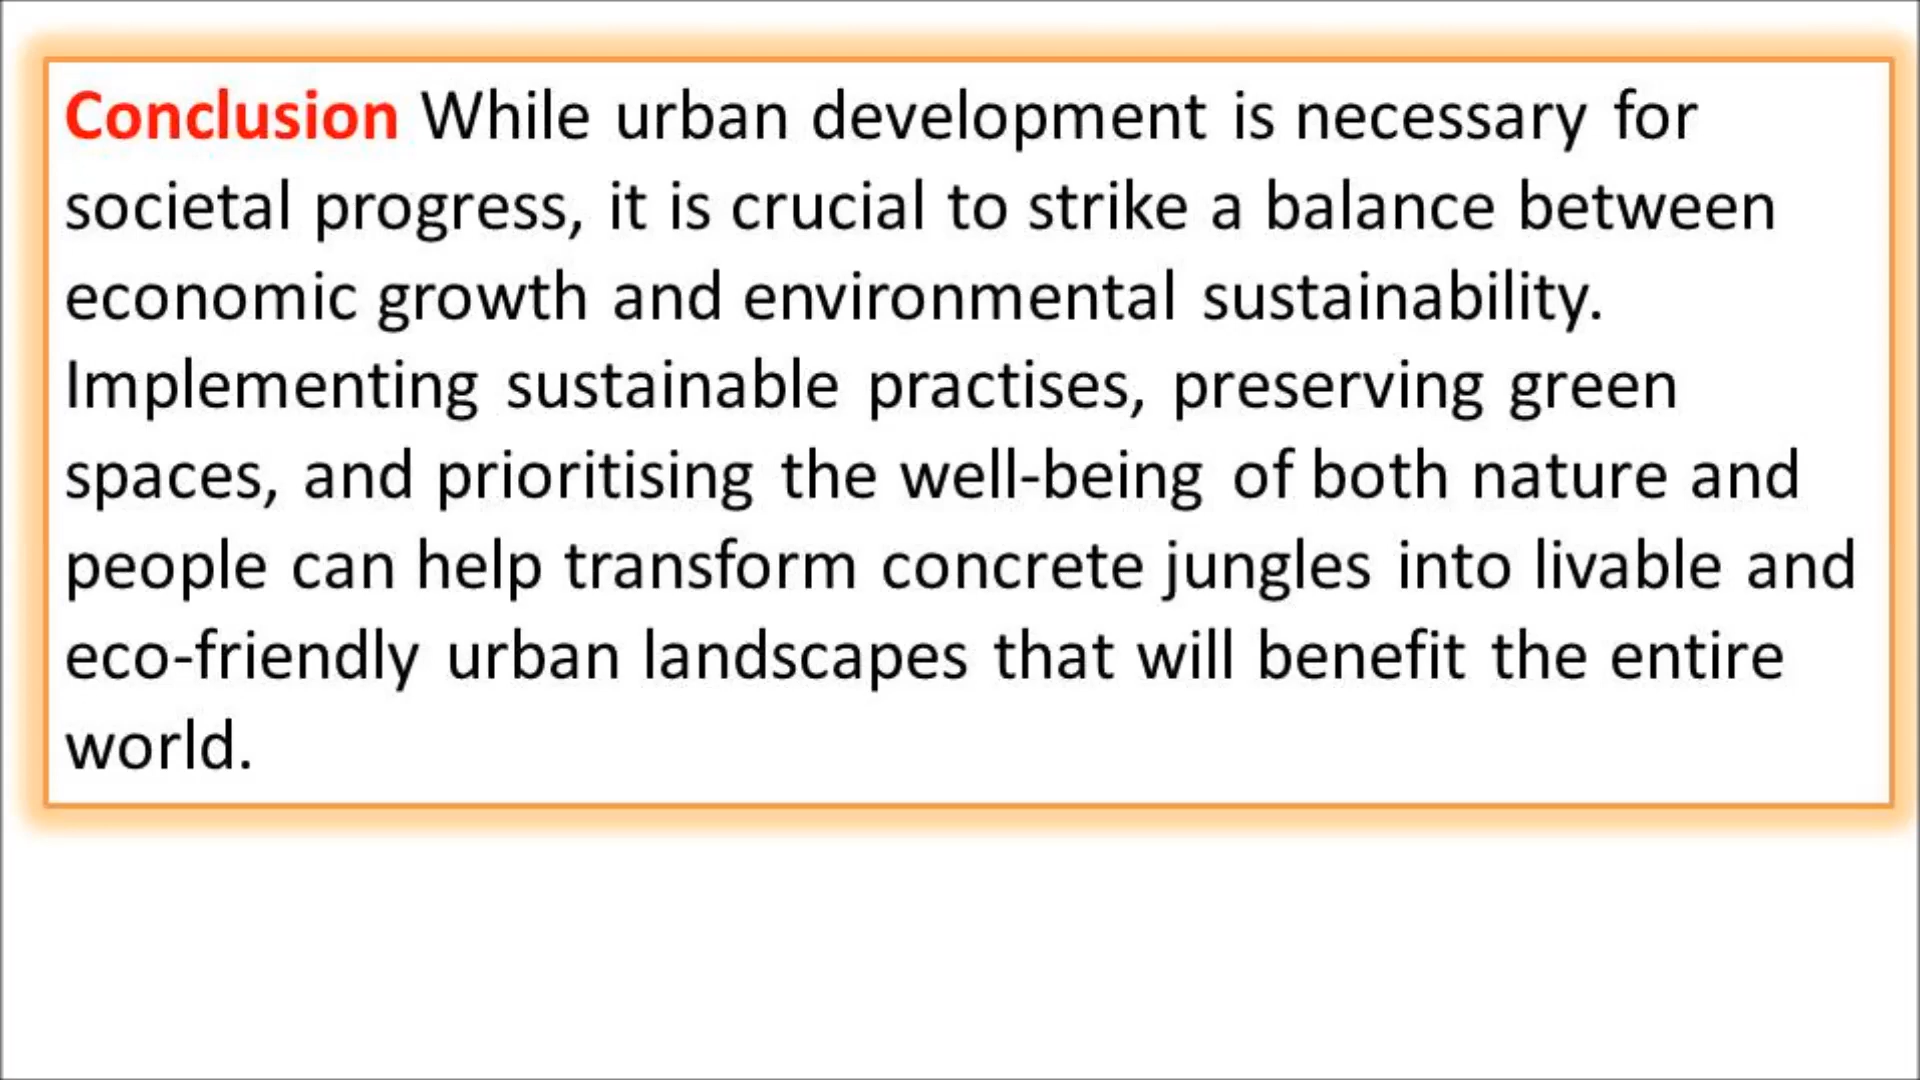 Conclusion While urban development is necessary for
societal progress, it is crucial to strike a balance between
economic growth and environmental sustainability.
Implementing sustainable practises, preserving green
spaces, and prioritising the well-being of both nature and
people can help transform concrete jungles into livable and
eco-friendly urban landscapes that will benefit the entire
world.